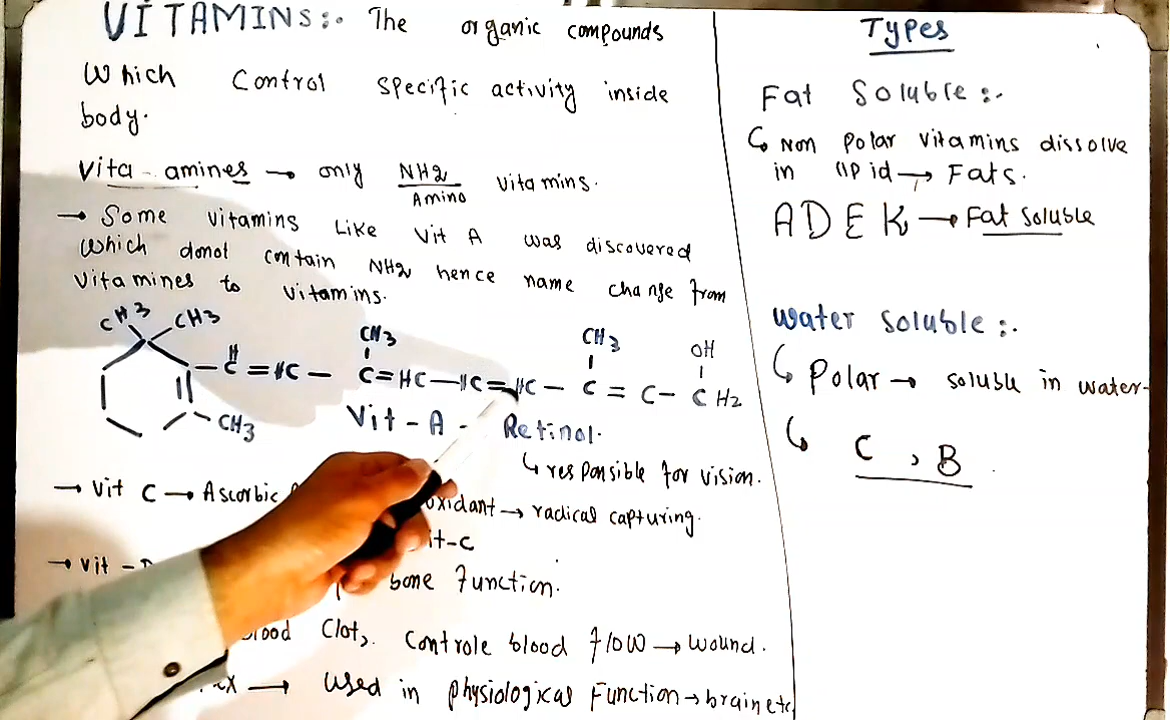 VITAMINS:. The organic compounds
Which Control specific activity inside
body.
Vita amines → only NH2 vitamins.
Amino
→ Some vitamins Like Vit A was discovered
which donot contain NH2 hence name change from
Vitamines to vitamins.
CH3 CH3 CH3 CH3 OH
- C = HC - C = HC - HC = HC - C = C - CH2
H
CH3
Vit - A - Retinol.
↳ responsible for vision.
→ Vit C → Ascorbic oxidant → radical capturing.
it-c
→ Vit - bone Function.
lood Clot, Controle blood flow → wound.
ex → Used in physiological Function → brain etc
Types
Fat Soluble:.
↳ Non polar vitamins dissolve
in lipid → Fats.
ADEK → Fat soluble
Water soluble:.
↳ Polar → soluble in water-
↳ C, B